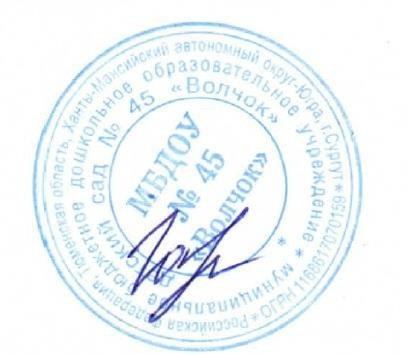 * Российская Федерация, Тюменская область, Ханты-Мансийский автономный округ-Югра, г.Сургут *
ОГРН 1168617070159
* муниципальное бюджетное дошкольное образовательное учреждение *
детский сад № 45 «Волчок»
МБДОУ
№ 45
«Волчок»